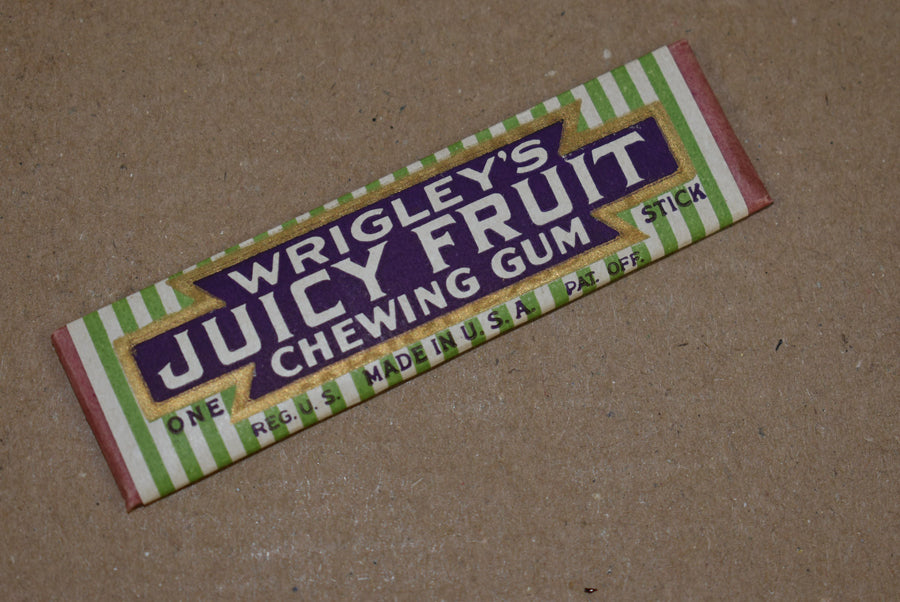 WRIGLEY'S
JUICY FRUIT
CHEWING GUM
ONE STICK
REG. U. S. MADE IN U. S. A. PAT. OFF.